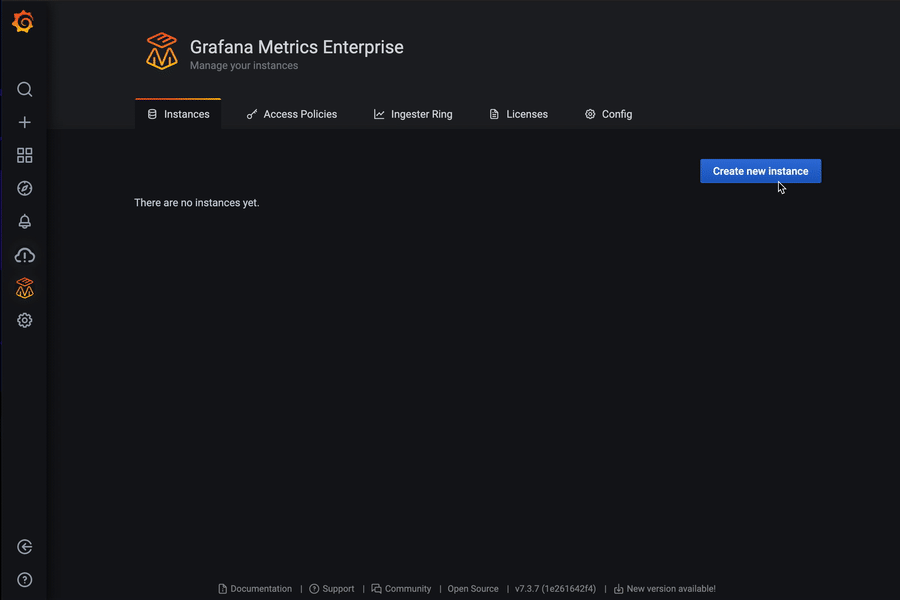 Grafana Metrics Enterprise
Manage your instances
Instances Access Policies Ingester Ring Licenses Config
Create new instance
There are no instances yet.
Documentation | Support | Community | Open Source | v7.3.7 (1e261642f4) | New version available!